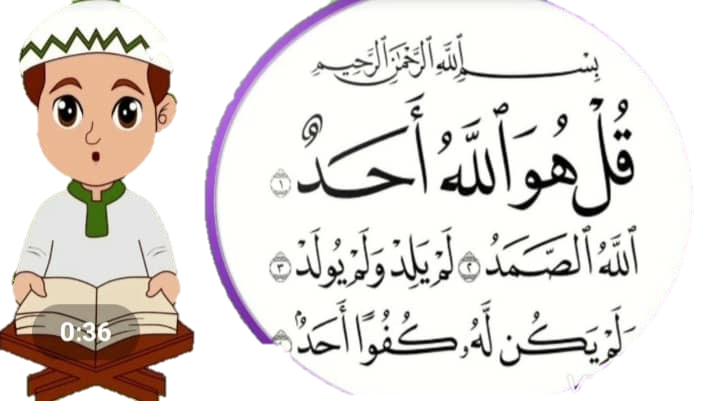 بِسْمِ ٱللَّهِ ٱلرَّحْمَٰنِ ٱلرَّحِيمِ
قُلْ هُوَ ٱللَّهُ أَحَدٌ ١
ٱللَّهُ ٱلصَّمَدُ ٢ لَمْ يَلِدْ وَلَمْ يُولَدْ ٣
وَلَمْ يَكُن لَّهُۥ كُفُوًا أَحَدٌۢ
0:36